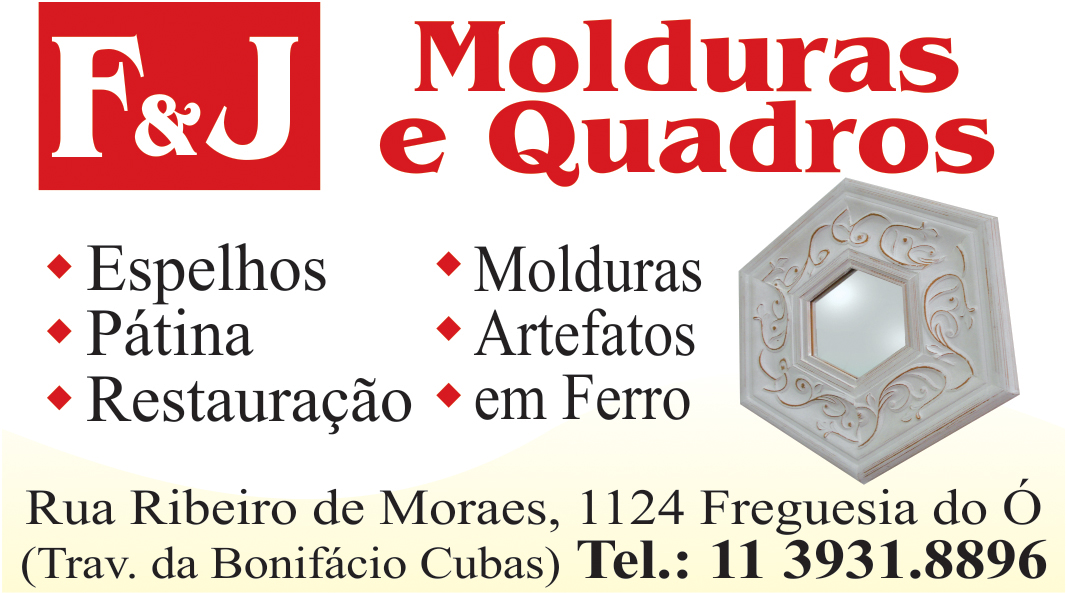 F&J
Molduras
e Quadros
Espelhos
Pátina
Restauração
Molduras
Artefatos
em Ferro
Rua Ribeiro de Moraes, 1124 Freguesia do Ó
(Trav. da Bonifácio Cubas) Tel.: 11 3931.8896